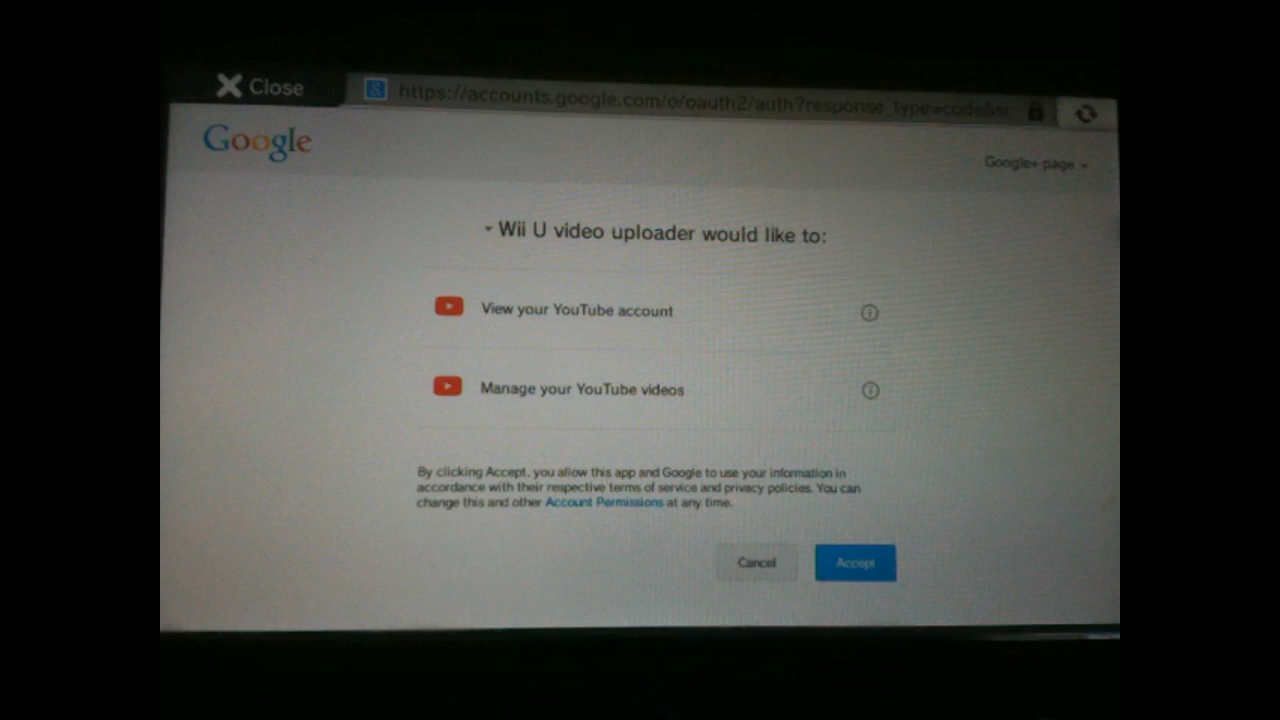 Close
https://accounts.google.com/o/oauth2/auth?response_type=code&sc
Google
Google+ page
Wii U video uploader would like to:
View your YouTube account
Manage your YouTube videos
By clicking Accept, you allow this app and Google to use your information in
accordance with their respective terms of service and privacy policies. You can
change this and other Account Permissions at any time.
Cancel
Accept